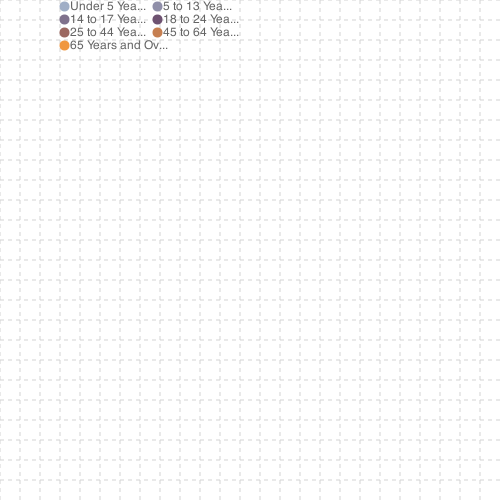 Under 5 Yea... 5 to 13 Yea...
14 to 17 Yea... 18 to 24 Yea...
25 to 44 Yea... 45 to 64 Yea...
65 Years and Ov...